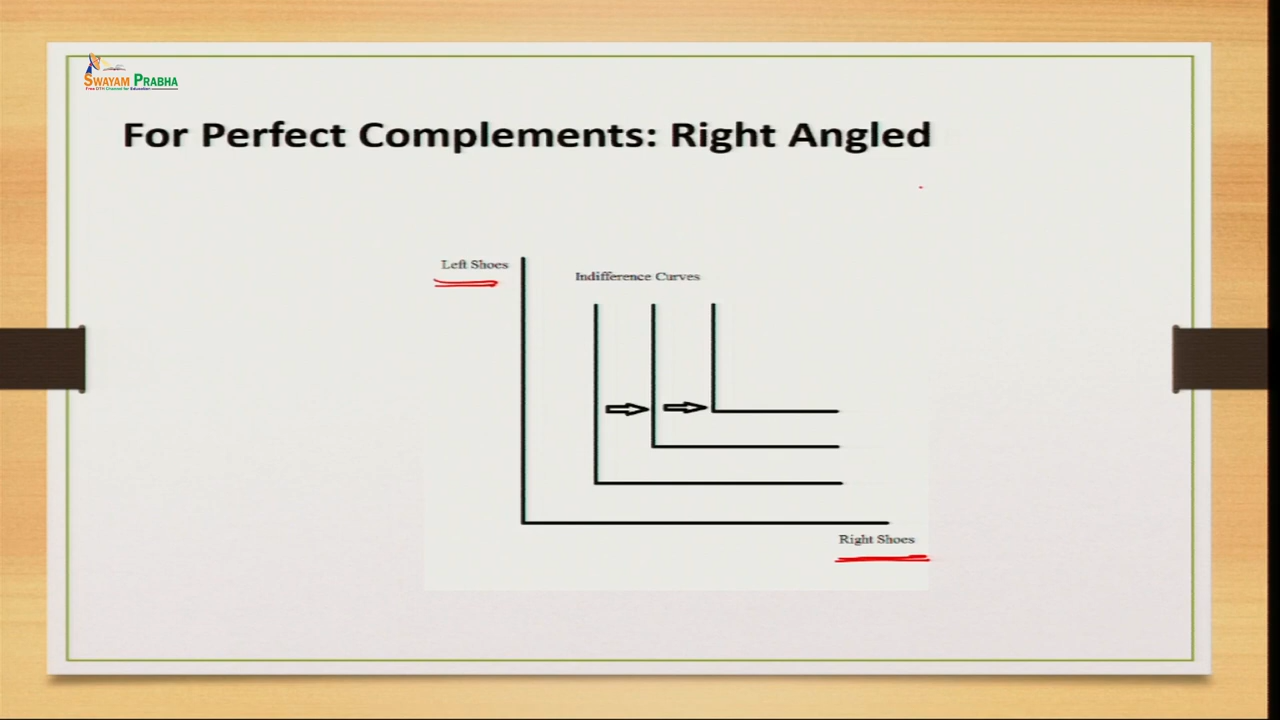 SWAYAM PRABHA
Free DTH Channel for Education
For Perfect Complements: Right Angled
Left Shoes
Indifference Curves
Right Shoes